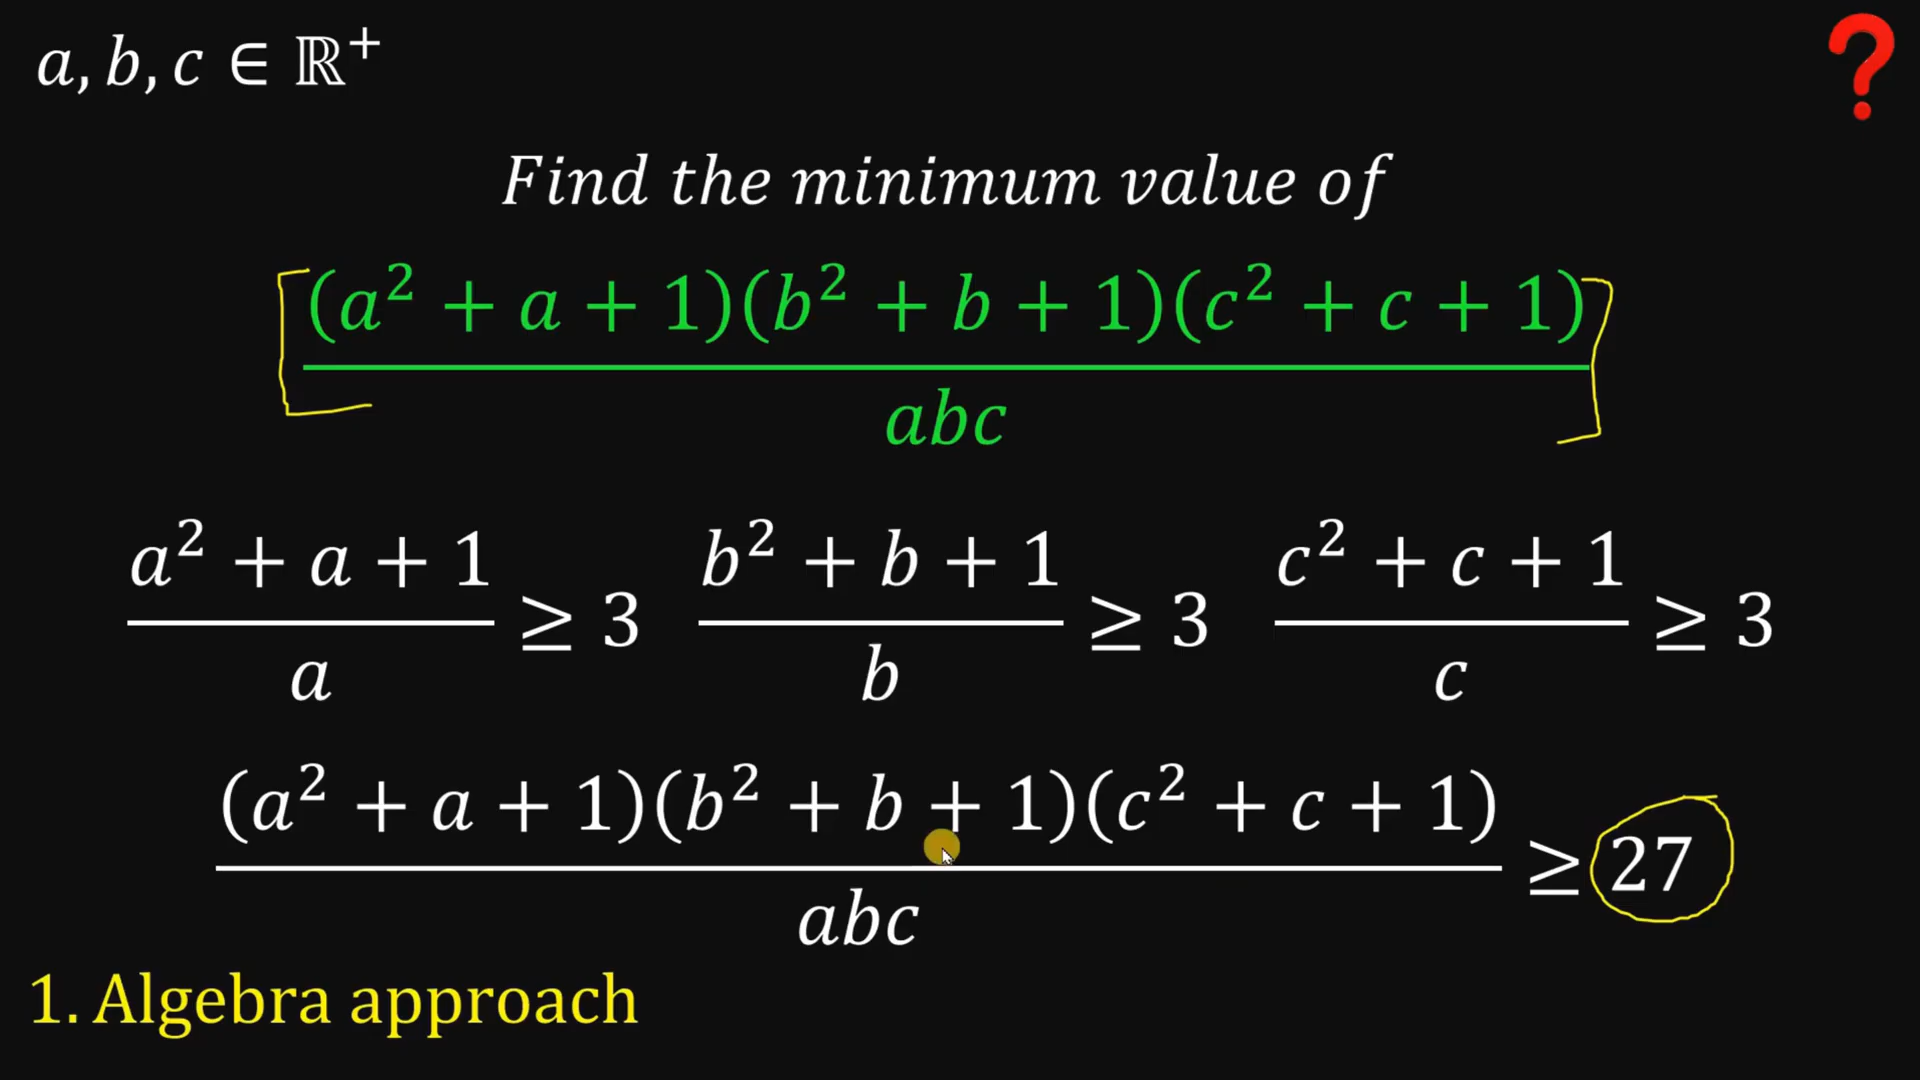 a, b, c ∈ ℝ⁺
Find the minimum value of
(a² + a + 1)(b² + b + 1)(c² + c + 1)
abc
a² + a + 1 / a ≥ 3 b² + b + 1 / b ≥ 3 c² + c + 1 / c ≥ 3
(a² + a + 1)(b² + b + 1)(c² + c + 1) ≥ 27
abc
1. Algebra approach